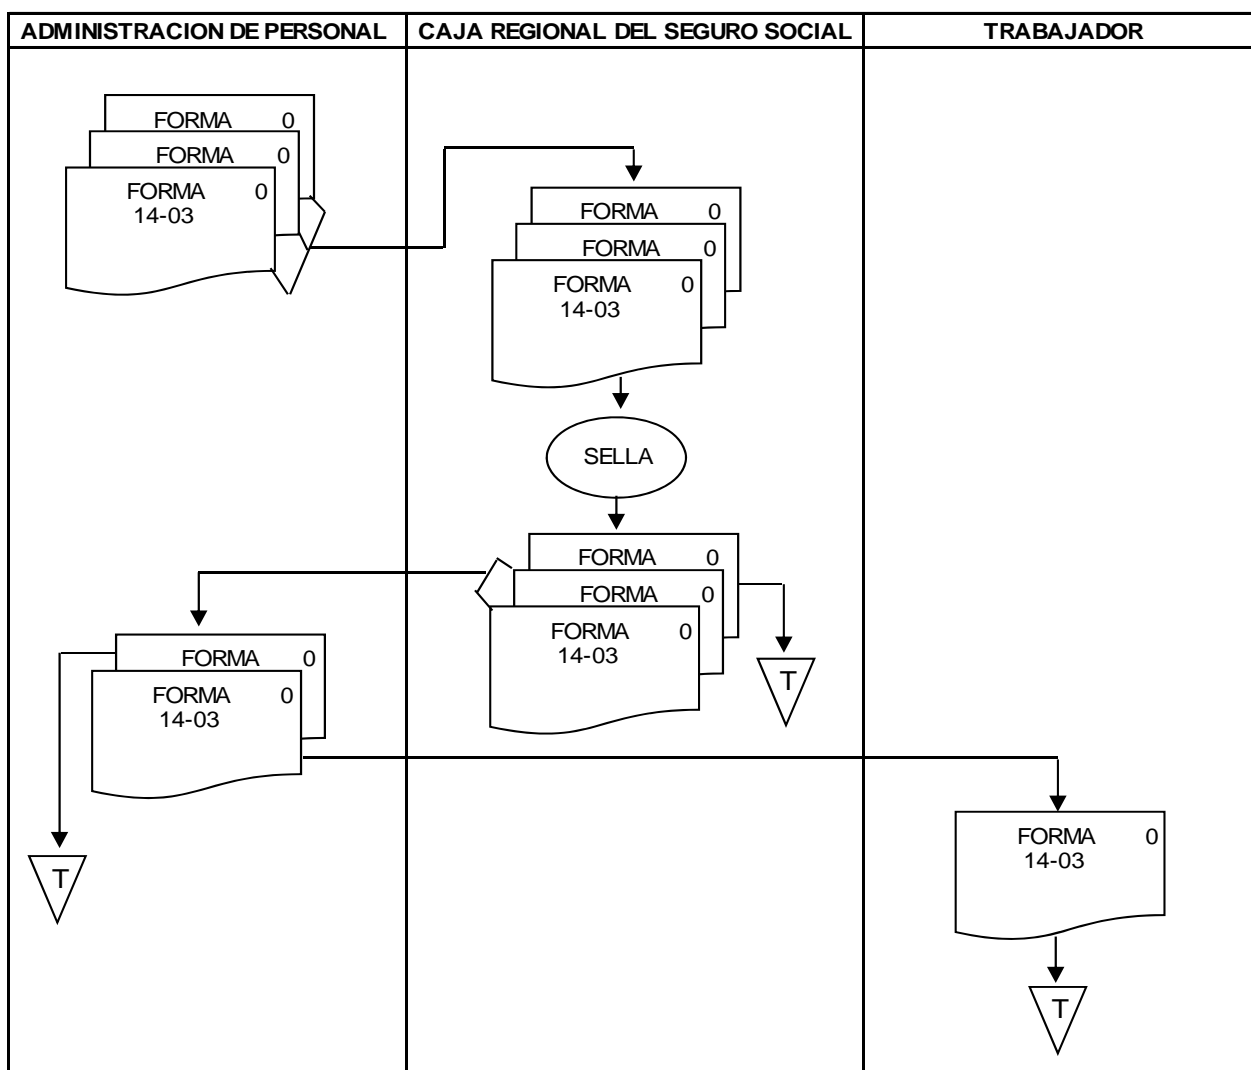 ADMINISTRACION DE PERSONAL
CAJA REGIONAL DEL SEGURO SOCIAL
TRABAJADOR
FORMA 0
FORMA 0
FORMA 0
14-03
FORMA 0
FORMA 0
FORMA 0
14-03
SELLA
FORMA 0
FORMA 0
FORMA 0
14-03
T
FORMA 0
FORMA 0
14-03
T
FORMA 0
14-03
T